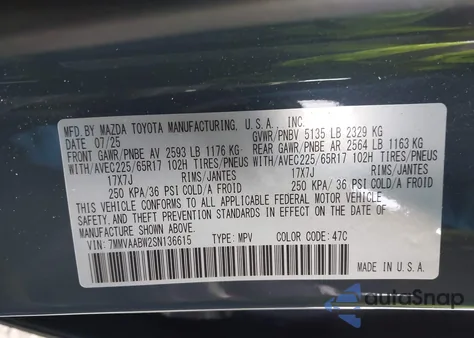 MFD. BY MAZDA TOYOTA MANUFACTURING, U.S.A., INC.
DATE: 07/25 GVWR/PNBV 5135 LB 2329 KG
FRONT GAWR/PNBE AV 2593 LB 1176 KG REAR GAWR/PNBE AR 2564 LB 1163 KG
WITH/AVEC225/65R17 102H TIRES/PNEUS WITH/AVEC225/65R17 102H TIRES/PNEUS
17X7J RIMS/JANTES 17X7J RIMS/JANTES
250 KPA/ 36 PSI COLD/A FROID 250 KPA/ 36 PSI COLD/A FROID
THIS VEHICLE CONFORMS TO ALL APPLICABLE FEDERAL MOTOR VEHICLE
SAFETY, AND THEFT PREVENTION STANDARDS IN EFFECT ON THE DATE OF
MANUFACTURE SHOWN ABOVE.
VIN: 7MMVAABW2SN136615 TYPE: MPV COLOR CODE: 47C
MADE IN U.S.A.
autoSnap